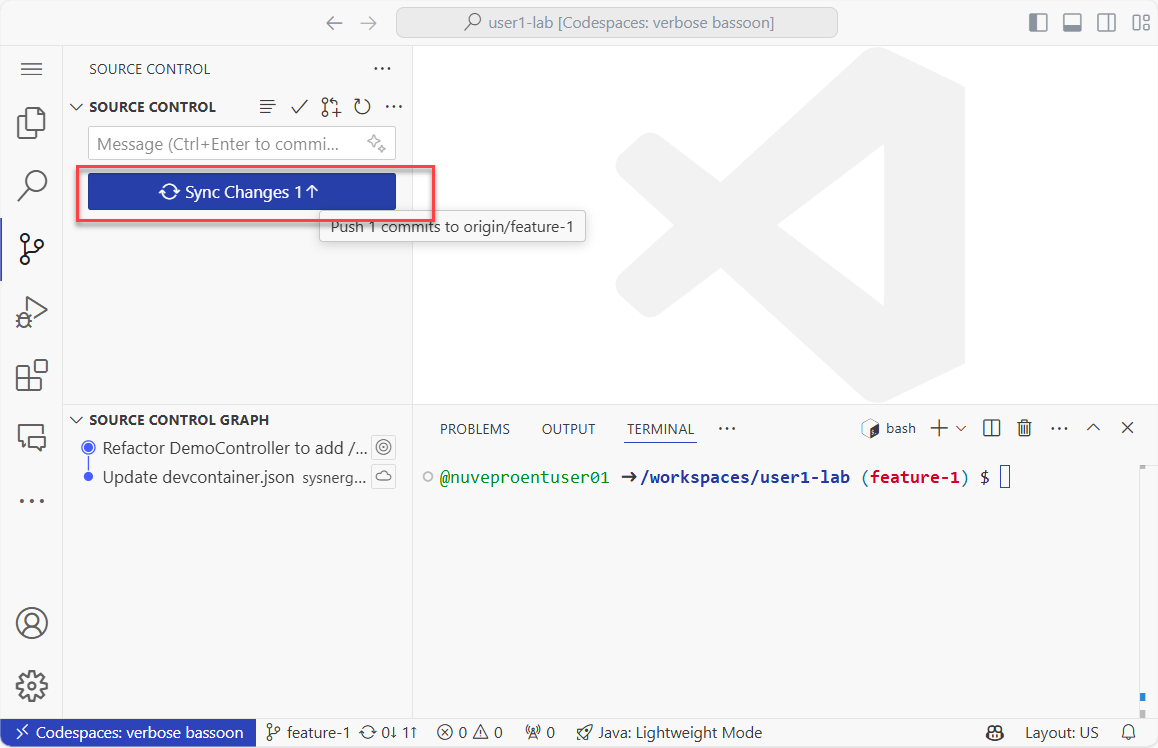 user1-lab [Codespaces: verbose bassoon]
SOURCE CONTROL
SOURCE CONTROL
Message (Ctrl+Enter to commi...
Sync Changes 1↑
Push 1 commits to origin/feature-1
SOURCE CONTROL GRAPH
Refactor DemoController to add /...
Update devcontainer.json sysnerg...
PROBLEMS OUTPUT TERMINAL
bash
@nuveproentuser01 ➜/workspaces/user1-lab (feature-1) $
Codespaces: verbose bassoon feature-1 0↓ 1↑ 0 0 0 Java: Lightweight Mode Layout: US